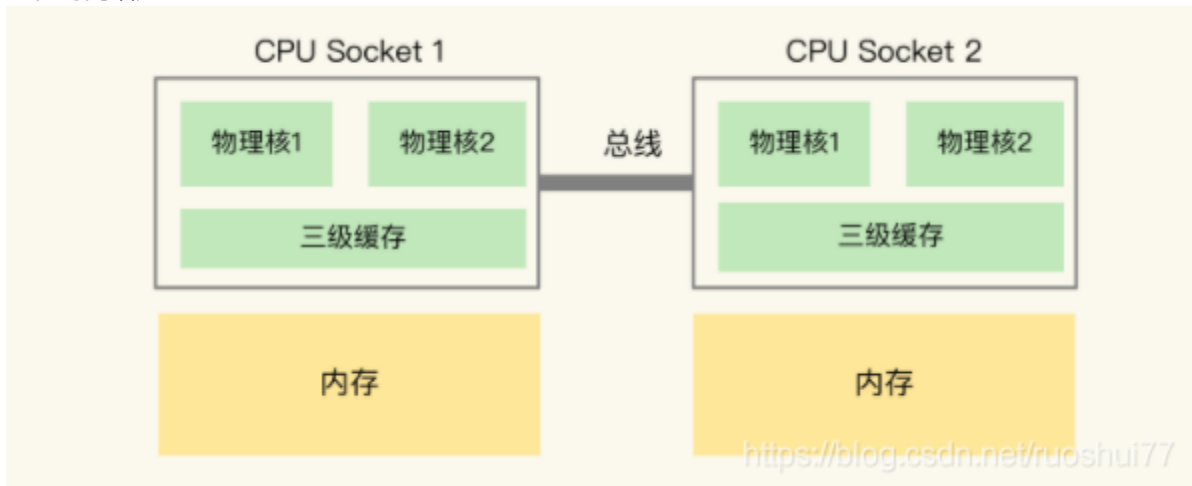 CPU Socket 1
CPU Socket 2
物理核1
物理核2
总线
物理核1
物理核2
三级缓存
三级缓存
内存
内存
https://blog.csdn.net/ruoshui77